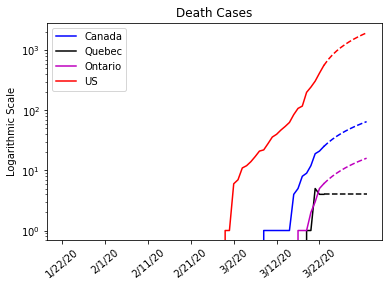 Death Cases
Canada
Quebec
Ontario
US
Logarithmic Scale
10³
10²
10¹
10⁰
1/22/20
2/1/20
2/11/20
2/21/20
3/2/20
3/12/20
3/22/20